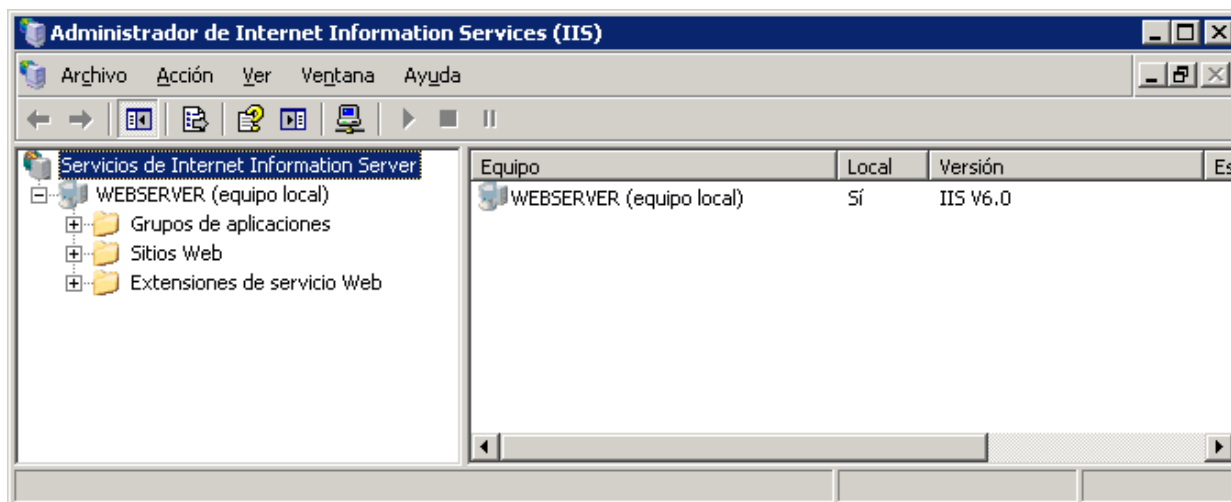 Administrador de Internet Information Services (IIS)
Archivo Acción Ver Ventana Ayuda
Servicios de Internet Information Server
WEBSERVER (equipo local)
Grupos de aplicaciones
Sitios Web
Extensiones de servicio Web
Equipo Local Versión Es
WEBSERVER (equipo local) Sí IIS V6.0